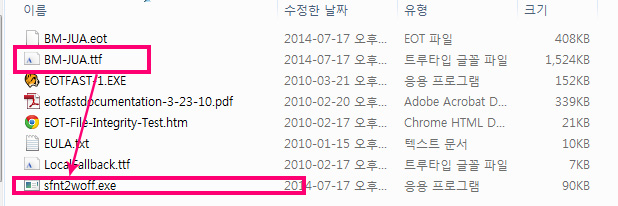 수정한 날짜 유형 크기
BM-JUA.eot 2014-07-17 오후... EOT 파일 408KB
BM-JUA.ttf 2014-07-17 오후... 트루타입 글꼴 파일 1,524KB
EOTFAST-1.EXE 2010-03-21 오후... 응용 프로그램 152KB
eotfastdocumentation-3-23-10.pdf 2010-02-20 오후... Adobe Acrobat D... 339KB
EOT-File-Integrity-Test.htm 2010-02-17 오후... Chrome HTML D... 21KB
EULA.txt 2010-01-15 오후... 텍스트 문서 10KB
LocalFallback.ttf 2010-02-17 오후... 트루타입 글꼴 파일 7KB
sfnt2woff.exe 2014-07-17 오후... 응용 프로그램 90KB